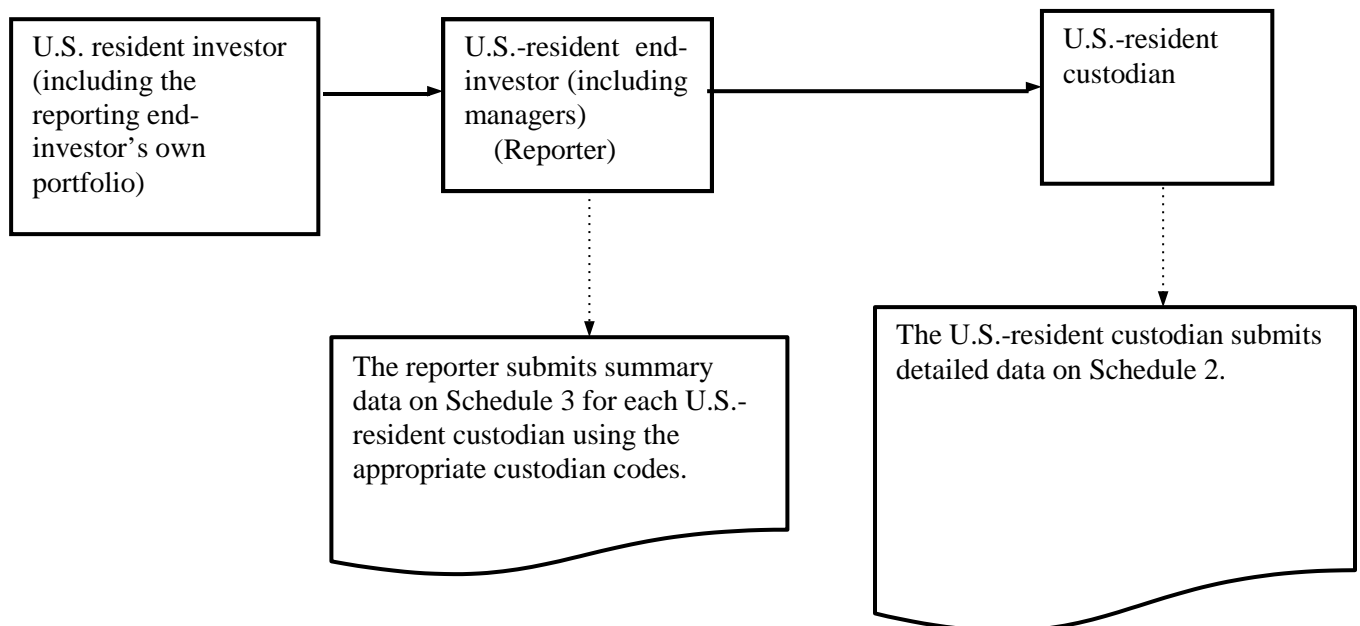 U.S. resident investor
(including the
reporting end-
investor’s own
portfolio)
U.S.-resident end-
investor (including
managers)
(Reporter)
U.S.-resident
custodian
The reporter submits summary
data on Schedule 3 for each U.S.-
resident custodian using the
appropriate custodian codes.
The U.S.-resident custodian submits
detailed data on Schedule 2.